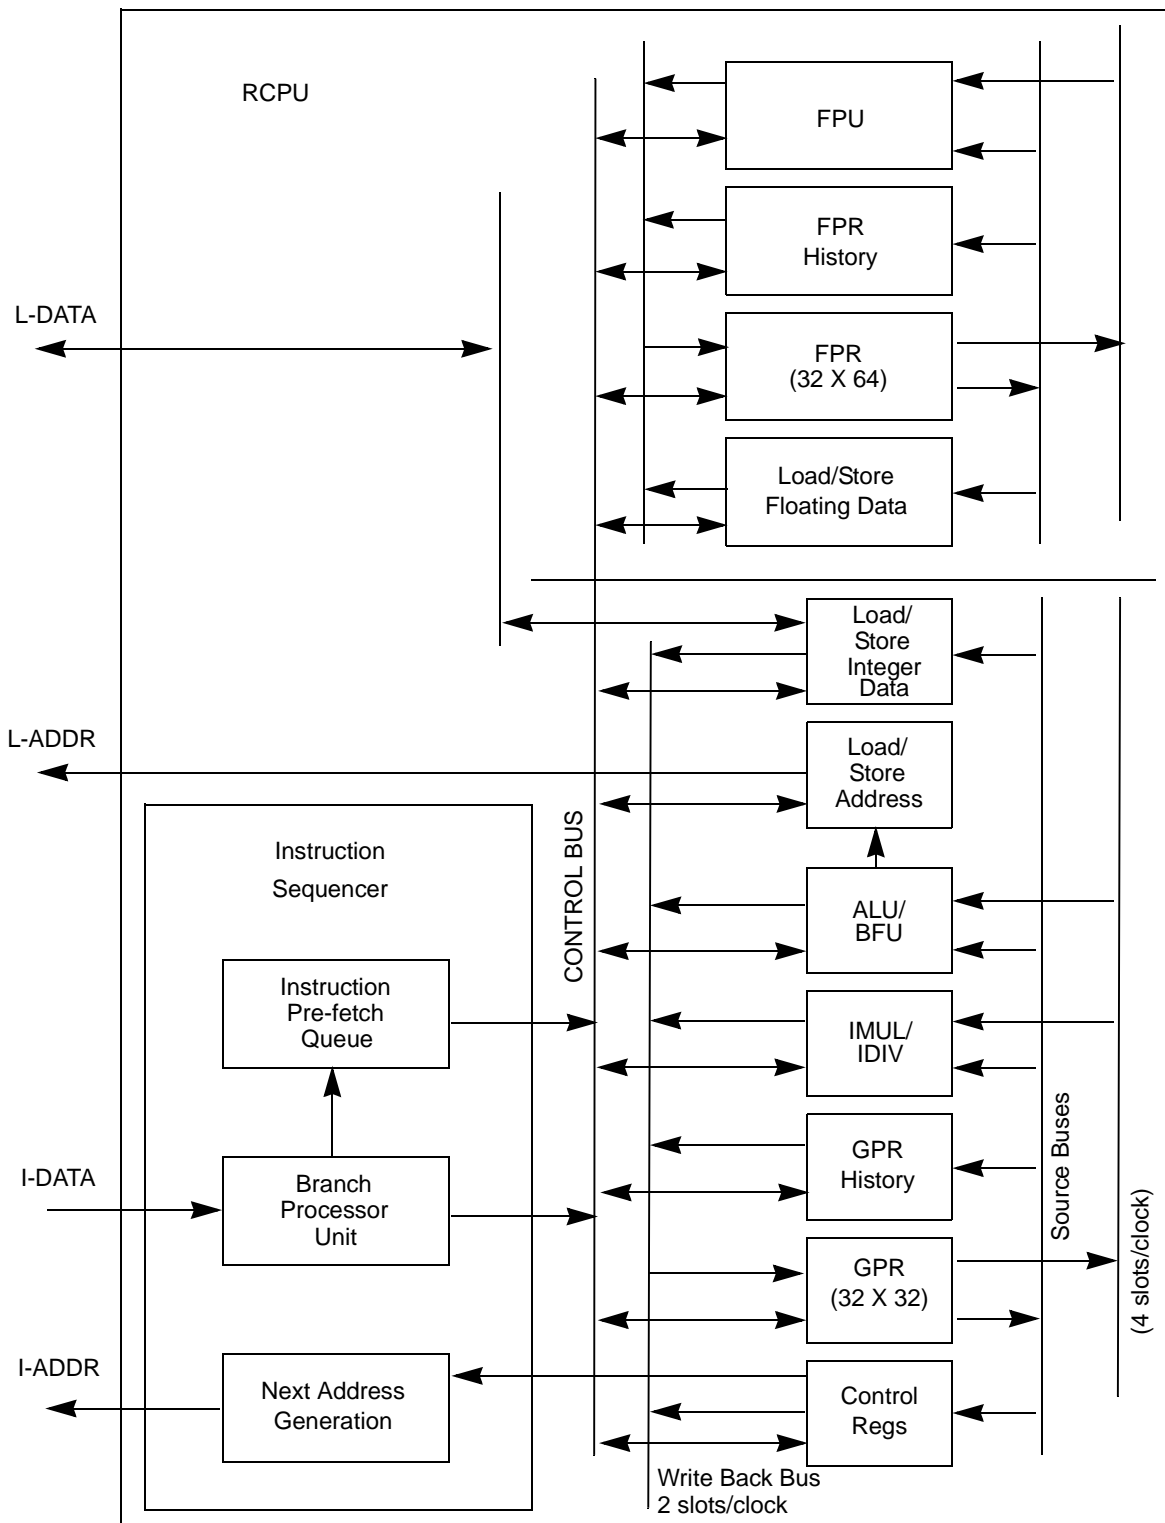 RCPU
FPU
FPR
History
L-DATA
FPR
(32 X 64)
Load/Store
Floating Data
Load/
Store
Integer
Data
L-ADDR
Load/
Store
Address
Instruction
Sequencer
CONTROL BUS
ALU/
BFU
Instruction
Pre-fetch
Queue
IMUL/
IDIV
Source Buses
(4 slots/clock)
GPR
History
I-DATA
Branch
Processor
Unit
GPR
(32 X 32)
I-ADDR
Next Address
Generation
Control
Regs
Write Back Bus
2 slots/clock